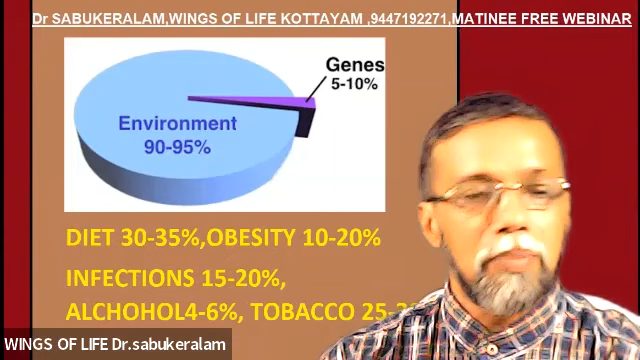 Dr SABUKERALAM,WINGS OF LIFE KOTTAYAM ,9447192271,MATINEE FREE WEBINAR
Genes
5-10%
Environment
90-95%
DIET 30-35%,OBESITY 10-20%
INFECTIONS 15-20%,
ALCHOHOL4-6%, TOBACCO
WINGS OF LIFE Dr.sabukeralam